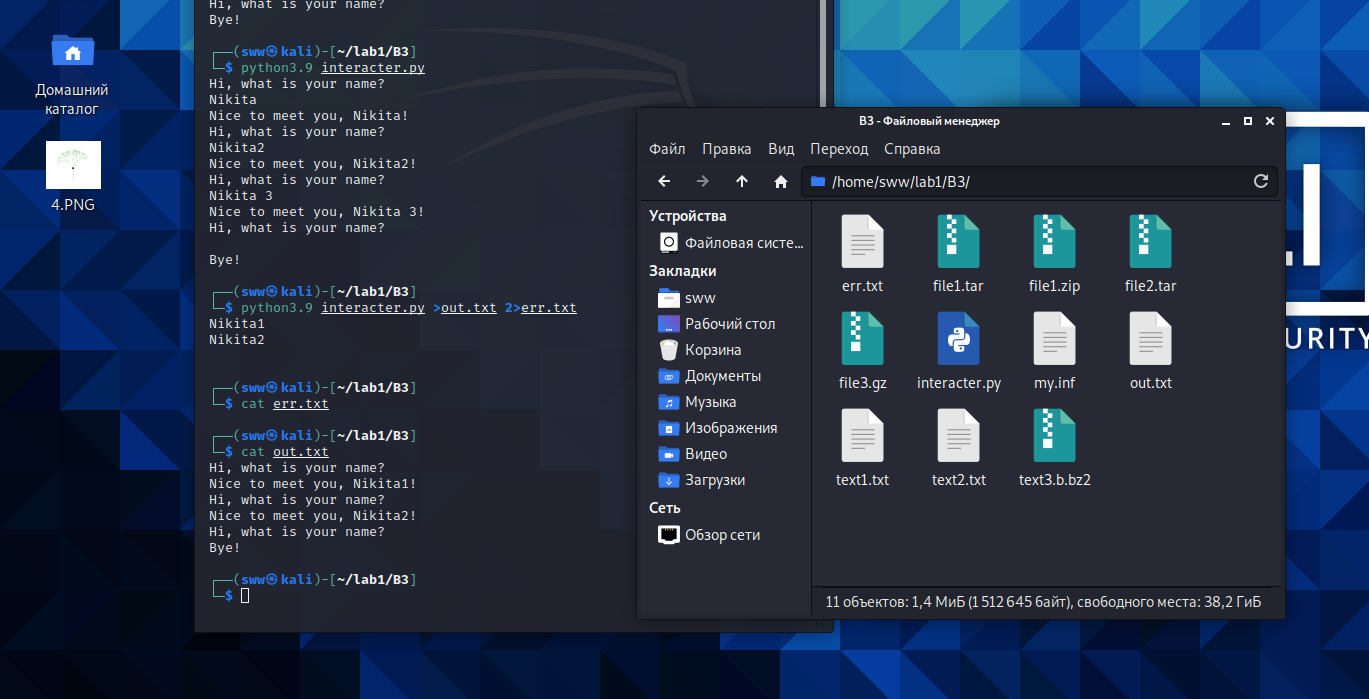 Домашний
каталог
4.PNG
Hi, what is your name?
Bye!
(sww㉿kali)-[~/lab1/B3]
$ python3.9 interacter.py
Hi, what is your name?
Nikita
Nice to meet you, Nikita!
Hi, what is your name?
Nikita2
Nice to meet you, Nikita2!
Hi, what is your name?
Nikita 3
Nice to meet you, Nikita 3!
Hi, what is your name?
Bye!
(sww㉿kali)-[~/lab1/B3]
$ python3.9 interacter.py >out.txt 2>err.txt
Nikita1
Nikita2
(sww㉿kali)-[~/lab1/B3]
$ cat err.txt
(sww㉿kali)-[~/lab1/B3]
$ cat out.txt
Hi, what is your name?
Nice to meet you, Nikita1!
Hi, what is your name?
Nice to meet you, Nikita2!
Hi, what is your name?
Bye!
(sww㉿kali)-[~/lab1/B3]
$
B3 - Файловый менеджер
Файл Правка Вид Переход Справка
/home/sww/lab1/B3/
Устройства
Файловая систе...
Закладки
sww
Рабочий стол
Корзина
Документы
Музыка
Изображения
Видео
Загрузки
Сеть
Обзор сети
err.txt file1.tar file1.zip file2.tar
file3.gz interacter.py my.inf out.txt
text1.txt text2.txt text3.b.bz2
11 объектов: 1,4 МиБ (1 512 645 байт), свободного места: 38,2 ГиБ
URITY